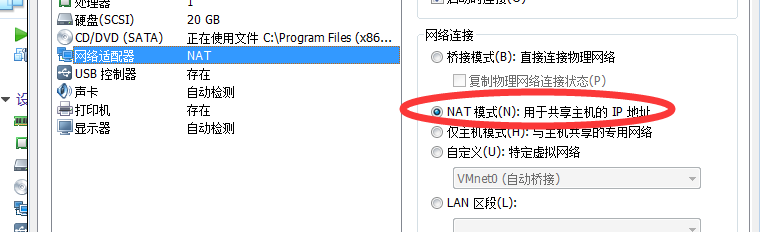 处理器 1
硬盘(SCSI) 20 GB
CD/DVD (SATA) 正在使用文件 C:\Program Files (x86...
网络适配器 NAT
USB 控制器 存在
声卡 自动检测
打印机 存在
显示器 自动检测
设
启动时连接(O)
网络连接
桥接模式(B): 直接连接物理网络
复制物理网络连接状态(P)
NAT 模式(N): 用于共享主机的 IP 地址
仅主机模式(H): 与主机共享的专用网络
自定义(U): 特定虚拟网络
VMnet0 (自动桥接)
LAN 区段(L):